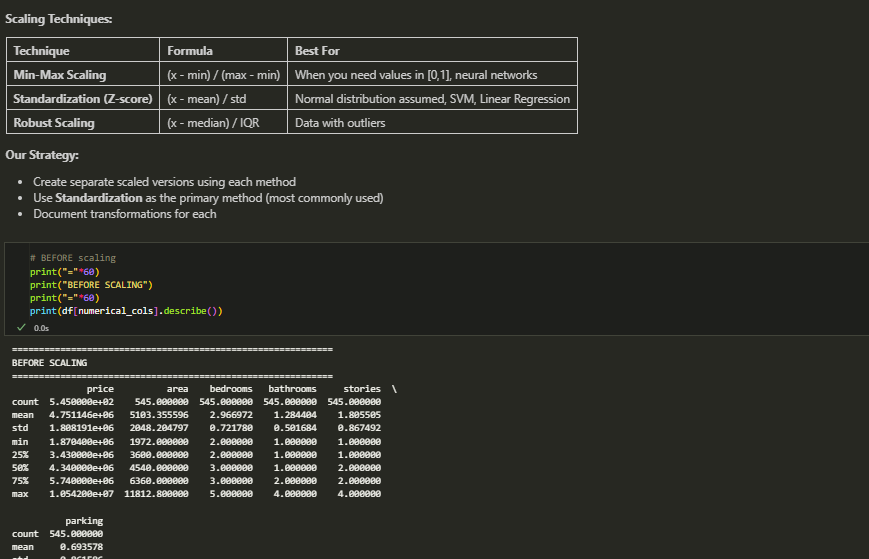 Scaling Techniques:
Technique Formula Best For
Min-Max Scaling (x - min) / (max - min) When you need values in [0,1], neural networks
Standardization (Z-score) (x - mean) / std Normal distribution assumed, SVM, Linear Regression
Robust Scaling (x - median) / IQR Data with outliers
Our Strategy:
• Create separate scaled versions using each method
• Use Standardization as the primary method (most commonly used)
• Document transformations for each
# BEFORE scaling
print("="*60)
print("BEFORE SCALING")
print("="*60)
print(df[numerical_cols].describe())
✓ 0.0s
============================================================
BEFORE SCALING
============================================================
price area bedrooms bathrooms stories \
count 5.450000e+02 545.000000 545.000000 545.000000 545.000000
mean 4.751146e+06 5103.355596 2.966972 1.284404 1.805505
std 1.808191e+06 2048.204797 0.721780 0.501684 0.867492
min 1.870400e+06 1972.000000 2.000000 1.000000 1.000000
25% 3.430000e+06 3600.000000 2.000000 1.000000 1.000000
50% 4.340000e+06 4540.000000 3.000000 1.000000 2.000000
75% 5.740000e+06 6360.000000 3.000000 2.000000 2.000000
max 1.054200e+07 11812.800000 5.000000 4.000000 4.000000
parking
count 545.000000
mean 0.693578